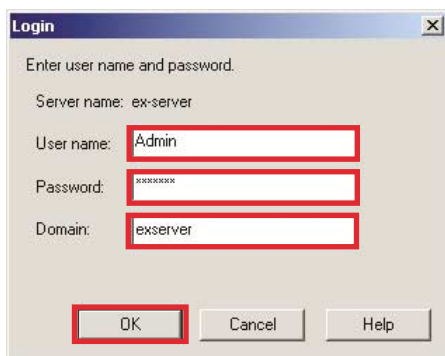 Login
Enter user name and password.
Server name: ex-server
User name: Admin
Password: *******
Domain: exserver
OK Cancel Help